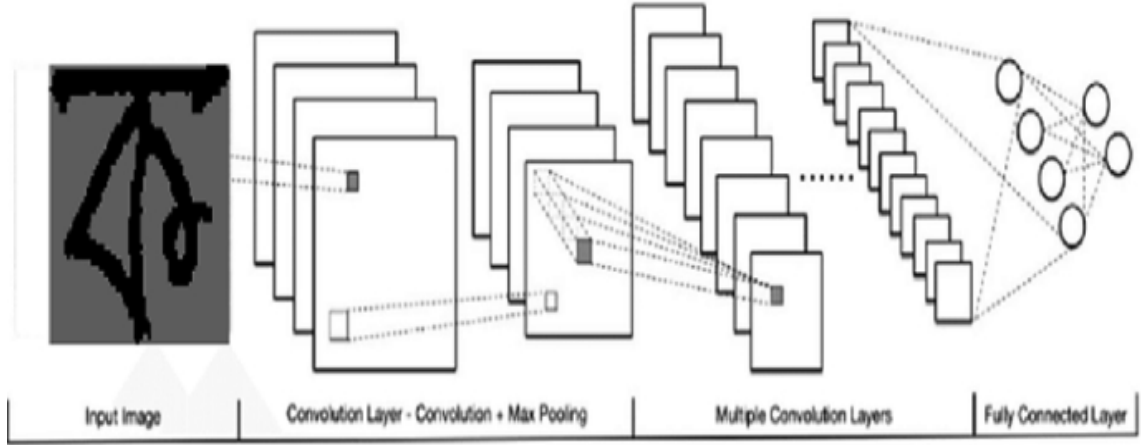 ক
Input Image
Convolution Layer - Convolution + Max Pooling
Multiple Convolution Layers
Fully Connected Layer